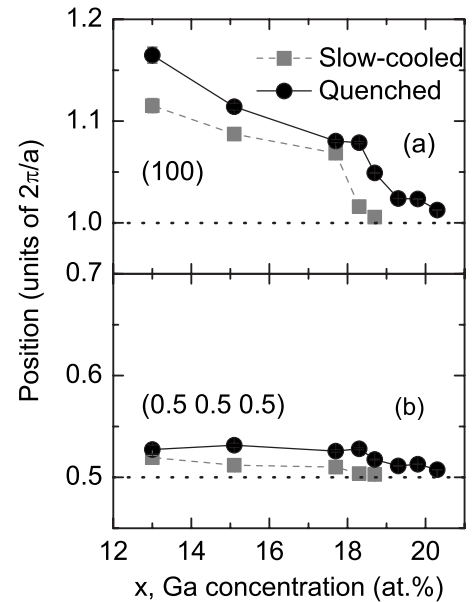 1.2
Slow-cooled
Quenched
1.1
(a)
(100)
1.0
0.7
Position (units of 2π/a)
0.6
(0.5 0.5 0.5)
(b)
0.5
12 14 16 18 20
x, Ga concentration (at.%)